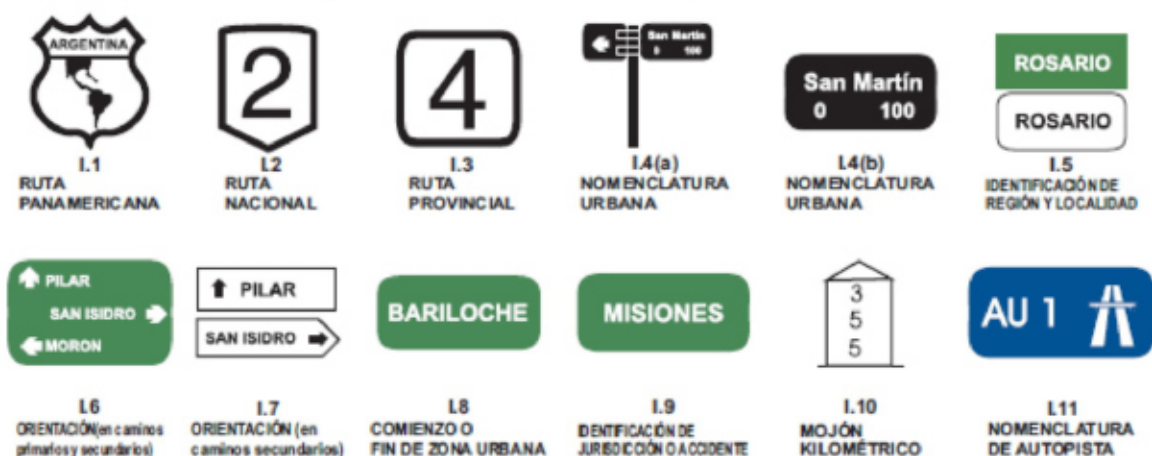 ARGENTINA
2
4
San Martín
0 100
San Martín
0 100
ROSARIO
ROSARIO
I.1
RUTA
PANAMERICANA
I.2
RUTA
NACIONAL
I.3
RUTA
PROVINCIAL
I.4(a)
NOMENCLATURA
URBANA
I.4(b)
NOMENCLATURA
URBANA
I.5
IDENTIFICACIÓN DE
REGIÓN Y LOCALIDAD
PILAR
SAN ISIDRO
MORON
PILAR
SAN ISIDRO
BARILOCHE
MISIONES
3
5
5
AU 1
I.6
ORIENTACIÓN(en caminos
primarios y secundarios)
I.7
ORIENTACIÓN (en
caminos secundarios)
I.8
COMIENZO O
FIN DE ZONA URBANA
I.9
IDENTIFICACIÓN DE
JURISDICCIÓN O ACCIDENTE
I.10
MOJÓN
KILOMÉTRICO
I.11
NOMENCLATURA
DE AUTOPISTA